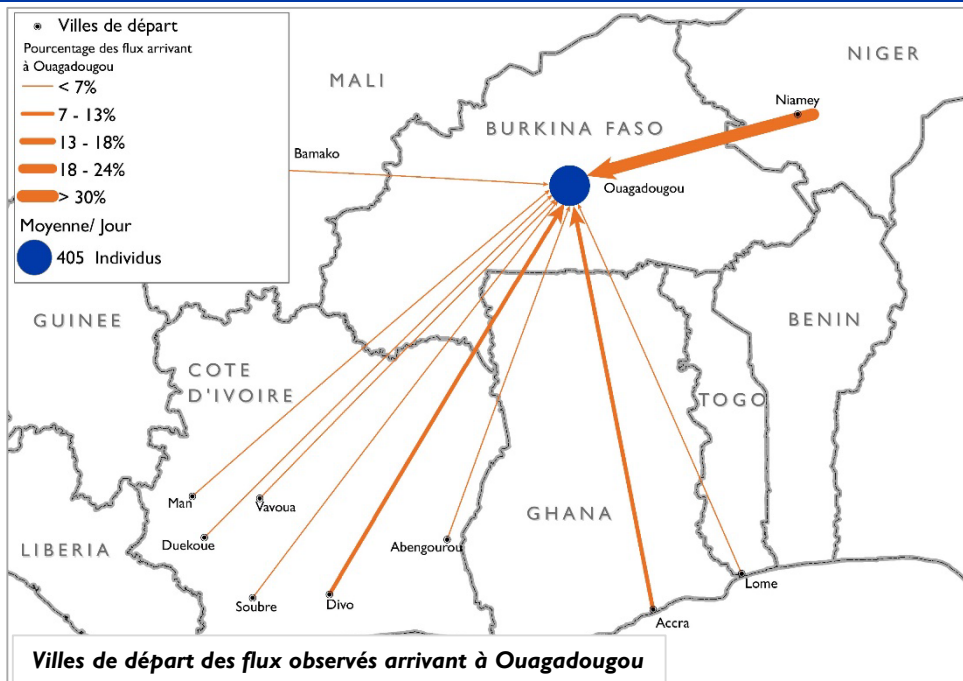 Villes de départ
Pourcentage des flux arrivant
à Ouagadougou
< 7%
7 - 13%
13 - 18%
18 - 24%
> 30%
Moyenne/ Jour
405 Individus
MALI
NIGER
Niamey
BURKINA FASO
Bamako
Ouagadougou
GUINEE
BENIN
COTE
D'IVOIRE
TOGO
Man
Vavoua
GHANA
Duekoue
Abengourou
LIBERIA
Lome
Soubre
Divo
Accra
Villes de départ des flux observés arrivant à Ouagadougou